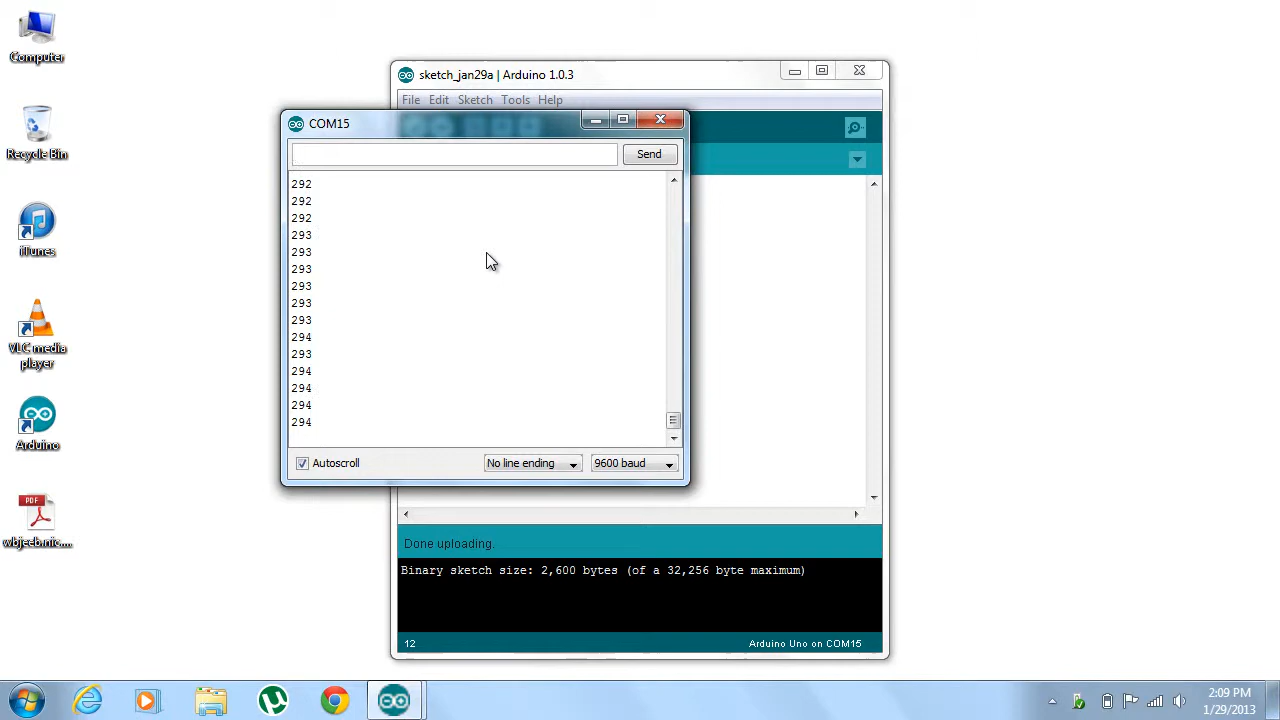 Computer
Recycle Bin
iTunes
VLC media
player
Arduino
PDF
wbjeeb.nic....
sketch_jan29a | Arduino 1.0.3
File Edit Sketch Tools Help
COM15
Send
292
292
292
293
293
293
293
293
293
294
293
294
294
294
294
Autoscroll
No line ending
9600 baud
Done uploading.
Binary sketch size: 2,600 bytes (of a 32,256 byte maximum)
12
Arduino Uno on COM15
2:09 PM
1/29/2013